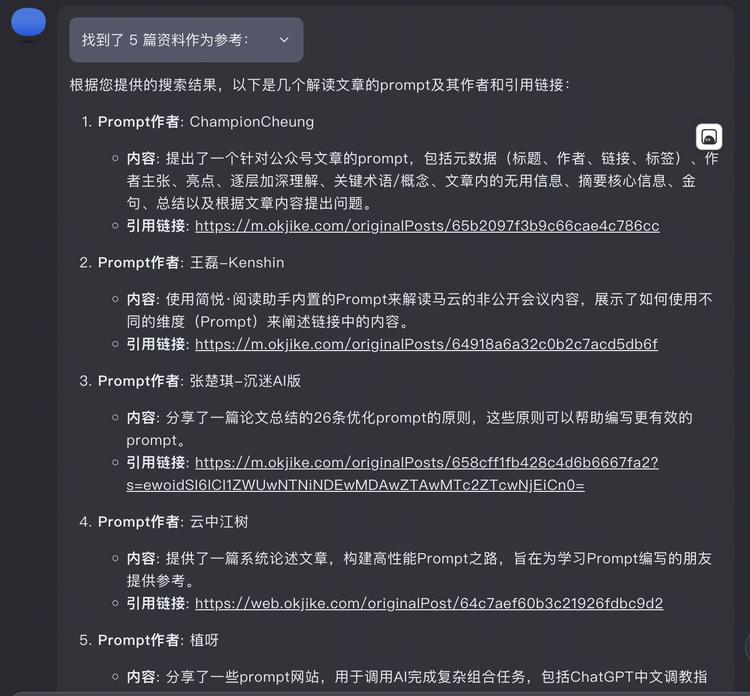 找到了 5 篇资料作为参考：
根据您提供的搜索结果，以下是几个解读文章的prompt及其作者和引用链接：
1. Prompt作者: ChampionCheung
内容: 提出了一个针对公众号文章的prompt，包括元数据（标题、作者、链接、标签）、作
者主张、亮点、逐层加深理解、关键术语/概念、文章内的无用信息、摘要核心信息、金
句、总结以及根据文章内容提出问题。
引用链接: https://m.okjike.com/originalPosts/65b2097f3b9c66cae4c786cc
2. Prompt作者: 王磊-Kenshin
内容: 使用简悦·阅读助手内置的Prompt来解读马云的非公开会议内容，展示了如何使用不
同的维度（Prompt）来阐述链接中的内容。
引用链接: https://m.okjike.com/originalPosts/64918a6a32c0b2c7acd5db6f
3. Prompt作者: 张楚琪-沉迷AI版
内容: 分享了一篇论文总结的26条优化prompt的原则，这些原则可以帮助编写更有效的
prompt。
引用链接: https://m.okjike.com/originalPosts/658cff1fb428c4d6b6667fa2?
s=ewoidSI6ICI1ZWUwNTNiNDEwMDAwZTAwMTc2ZTcwNjEiCn0=
4. Prompt作者: 云中江树
内容: 提供了一篇系统论述文章，构建高性能Prompt之路，旨在为学习Prompt编写的朋友
提供参考。
引用链接: https://web.okjike.com/originalPost/64c7aef60b3c21926fdbc9d2
5. Prompt作者: 植呀
内容: 分享了一些prompt网站，用于调用AI完成复杂组合任务，包括ChatGPT中文调教指